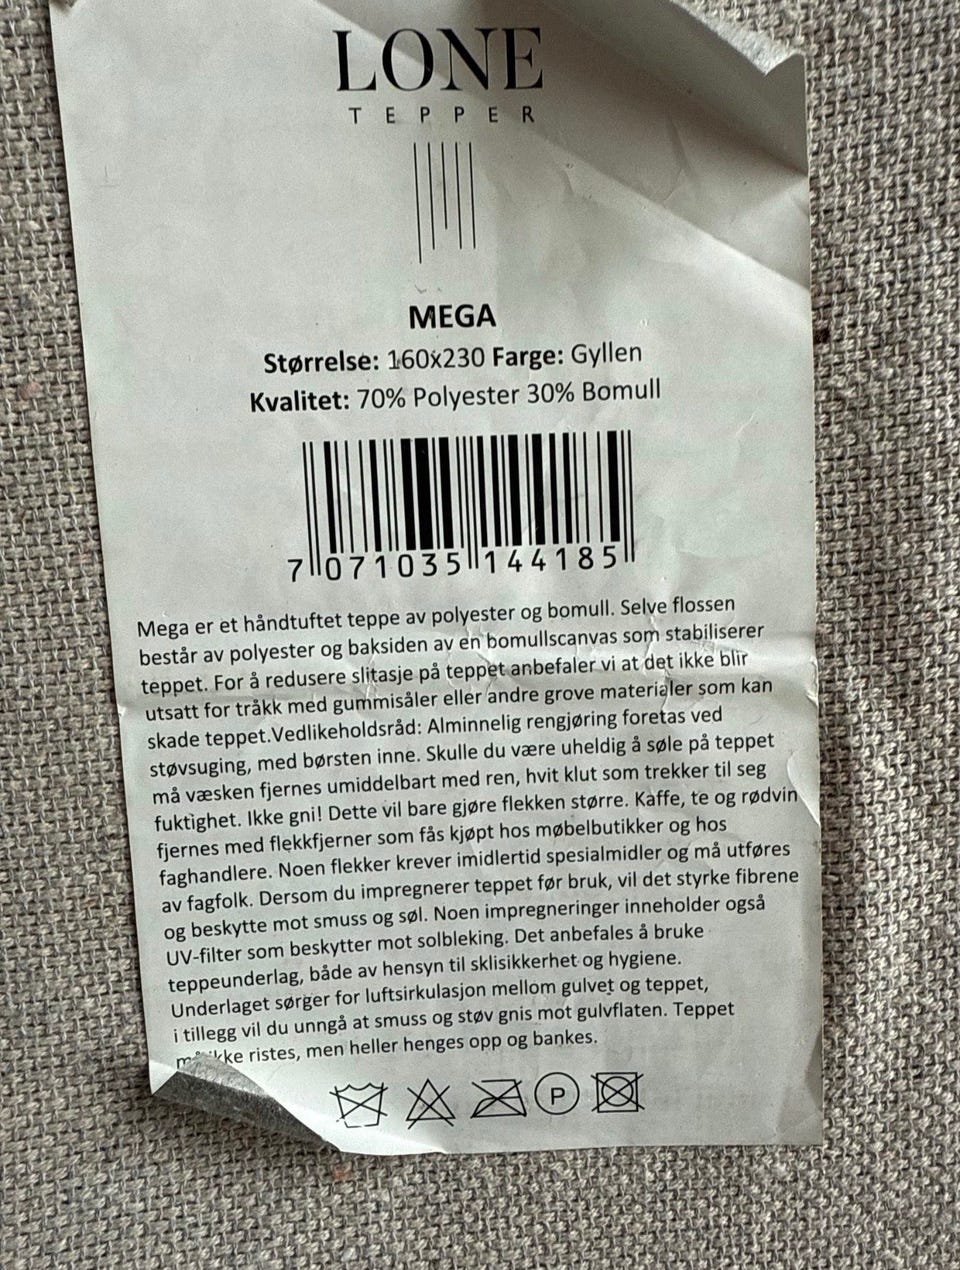 LONE
TEPPER
MEGA
Størrelse: 160x230 Farge: Gyllen
Kvalitet: 70% Polyester 30% Bomull
7 071035 144185
Mega er et håndtuftet teppe av polyester og bomull. Selve flossen
består av polyester og baksiden av en bomullscanvas som stabiliserer
teppet. For å redusere slitasje på teppet anbefaler vi at det ikke blir
utsatt for tråkk med gummisåler eller andre grove materialer som kan
skade teppet.Vedlikeholdsråd: Alminnelig rengjøring foretas ved
støvsuging, med børsten inne. Skulle du være uheldig å søle på teppet
må væsken fjernes umiddelbart med ren, hvit klut som trekker til seg
fuktighet. Ikke gni! Dette vil bare gjøre flekken større. Kaffe, te og rødvin
fjernes med flekkfjerner som fås kjøpt hos møbelbutikker og hos
faghandlere. Noen flekker krever imidlertid spesialmidler og må utføres
av fagfolk. Dersom du impregnerer teppet før bruk, vil det styrke fibrene
og beskytte mot smuss og søl. Noen impregneringer inneholder også
UV-filter som beskytter mot solbleking. Det anbefales å bruke
teppeunderlag, både av hensyn til sklisikkerhet og hygiene.
Underlaget sørger for luftsirkulasjon mellom gulvet og teppet,
i tillegg vil du unngå at smuss og støv gnis mot gulvflaten. Teppet
må ikke ristes, men heller henges opp og bankes.
P